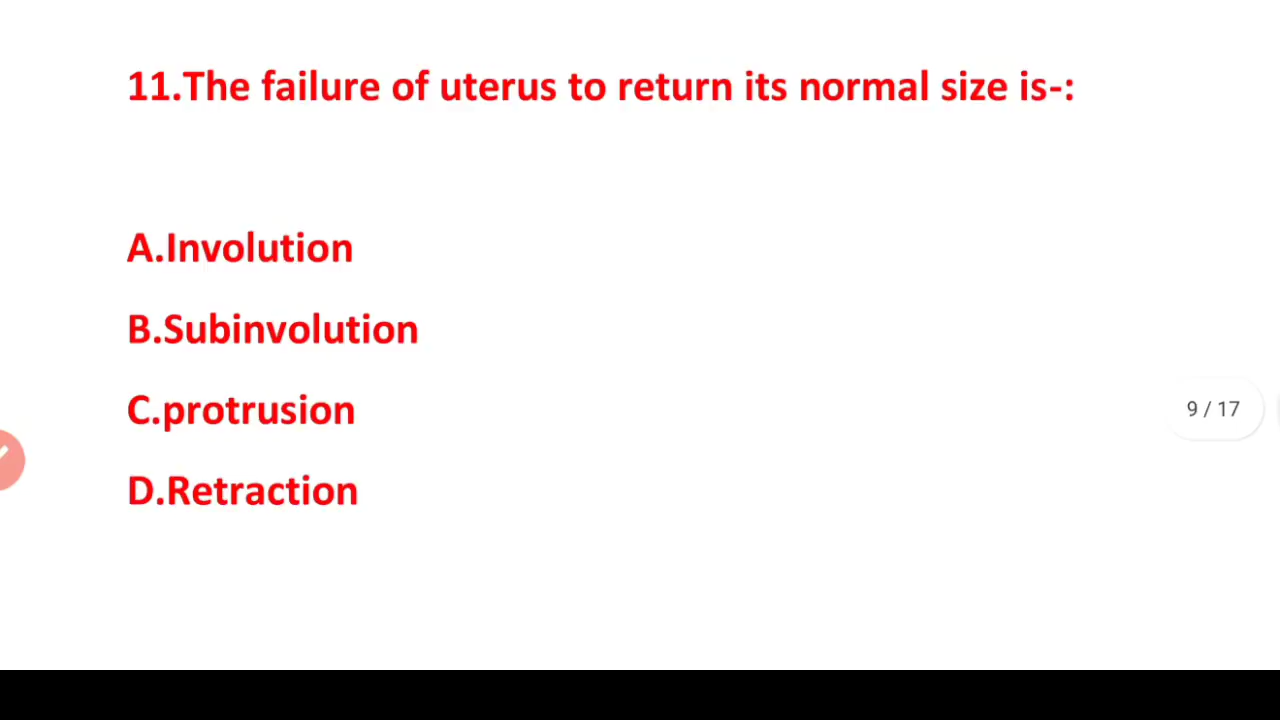 11.The failure of uterus to return its normal size is-:
A.Involution
B.Subinvolution
C.protrusion
9 / 17
D.Retraction